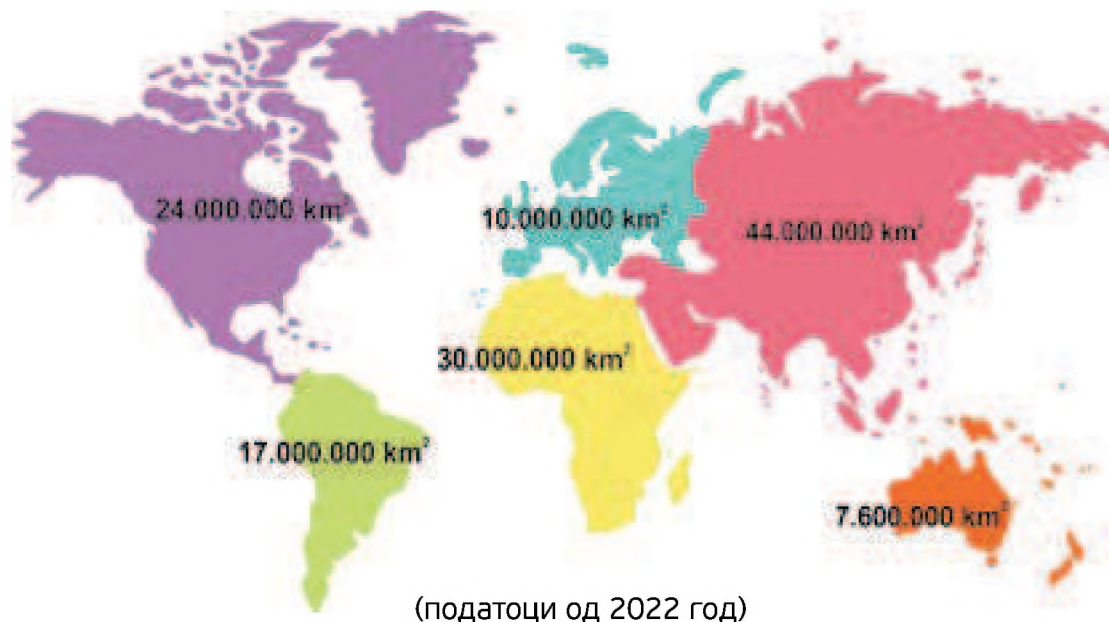 24.000.000 km²
10.000.000 km²
44.000.000 km²
30.000.000 km²
17.000.000 km²
7.600.000 km²
(податоци од 2022 год)